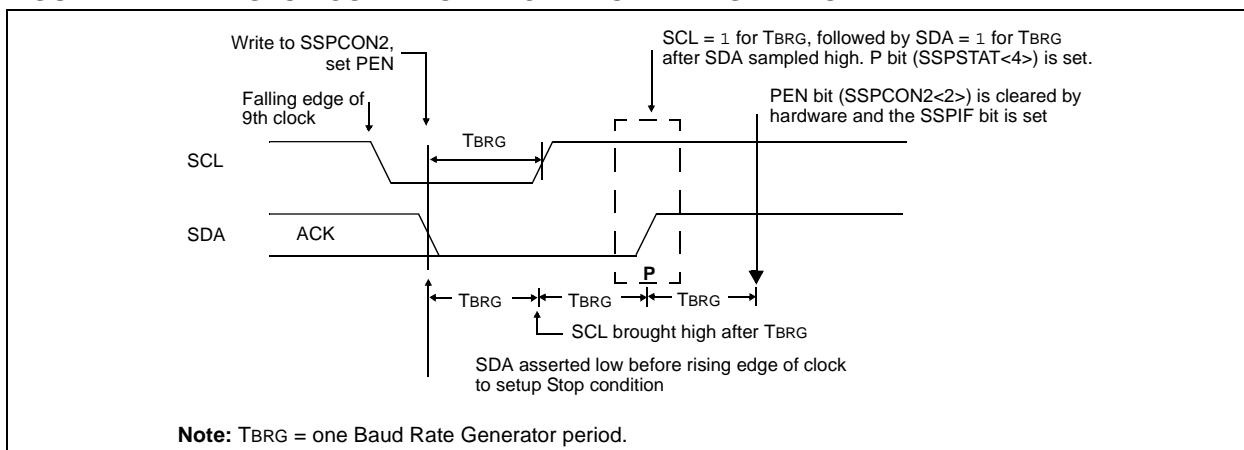 Write to SSPCON2,
set PEN
SCL = 1 for TBRG, followed by SDA = 1 for TBRG
after SDA sampled high. P bit (SSPSTAT<4>) is set.
Falling edge of
9th clock
PEN bit (SSPCON2<2>) is cleared by
hardware and the SSPIF bit is set
TBRG
SCL
SDA
ACK
P
TBRG
TBRG
TBRG
SCL brought high after TBRG
SDA asserted low before rising edge of clock
to setup Stop condition
Note: TBRG = one Baud Rate Generator period.